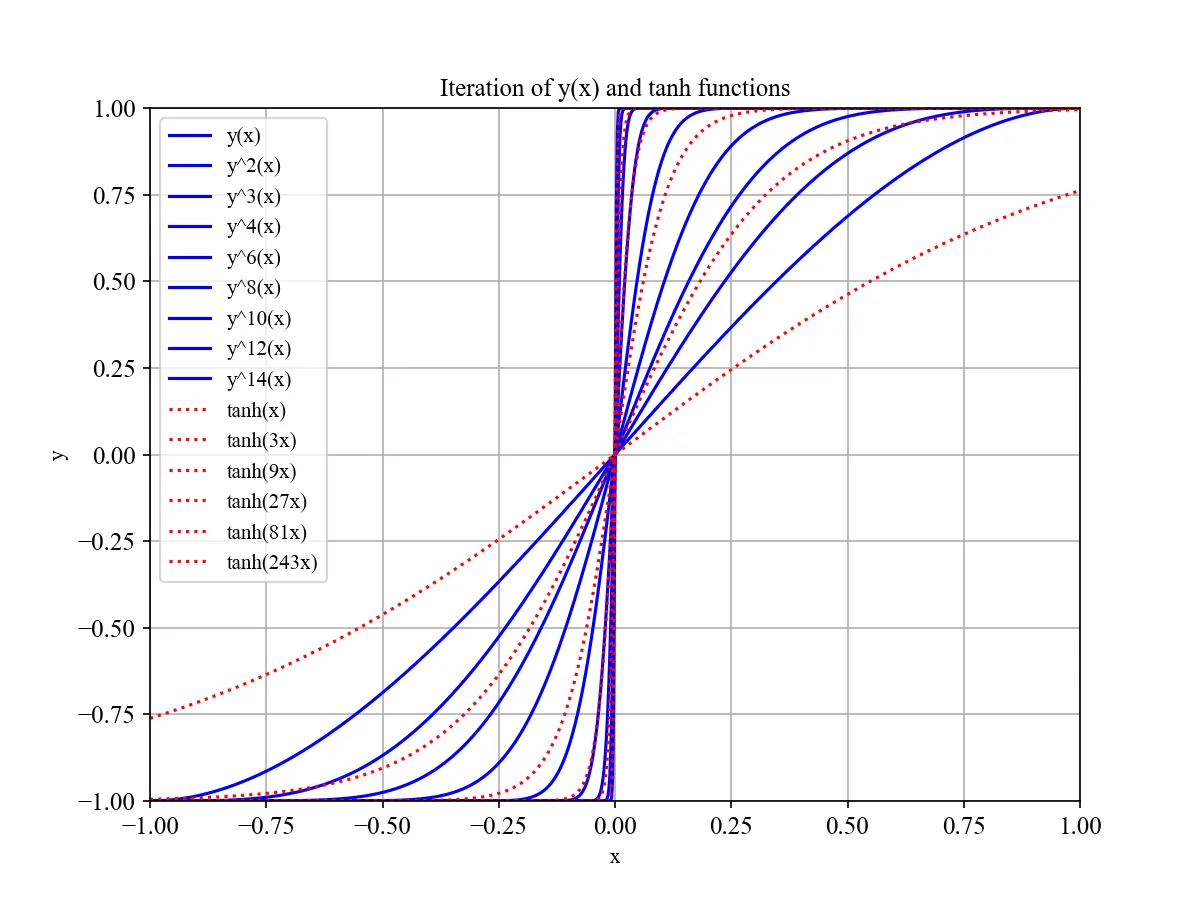 Iteration of y(x) and tanh functions
1.00
0.75
0.50
0.25
0.00
−0.25
−0.50
−0.75
−1.00
y
y(x)
y^2(x)
y^3(x)
y^4(x)
y^6(x)
y^8(x)
y^10(x)
y^12(x)
y^14(x)
tanh(x)
tanh(3x)
tanh(9x)
tanh(27x)
tanh(81x)
tanh(243x)
−1.00 −0.75 −0.50 −0.25 0.00 0.25 0.50 0.75 1.00
x